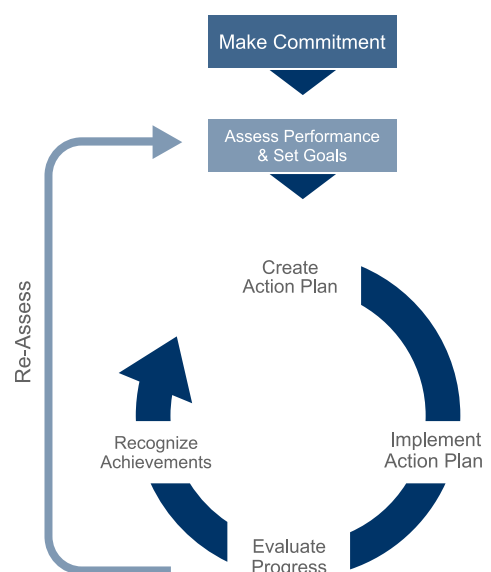 Make Commitment
Assess Performance
& Set Goals
Create
Action Plan
Re-Assess
Implement
Action Plan
Recognize
Achievements
Evaluate
Progress